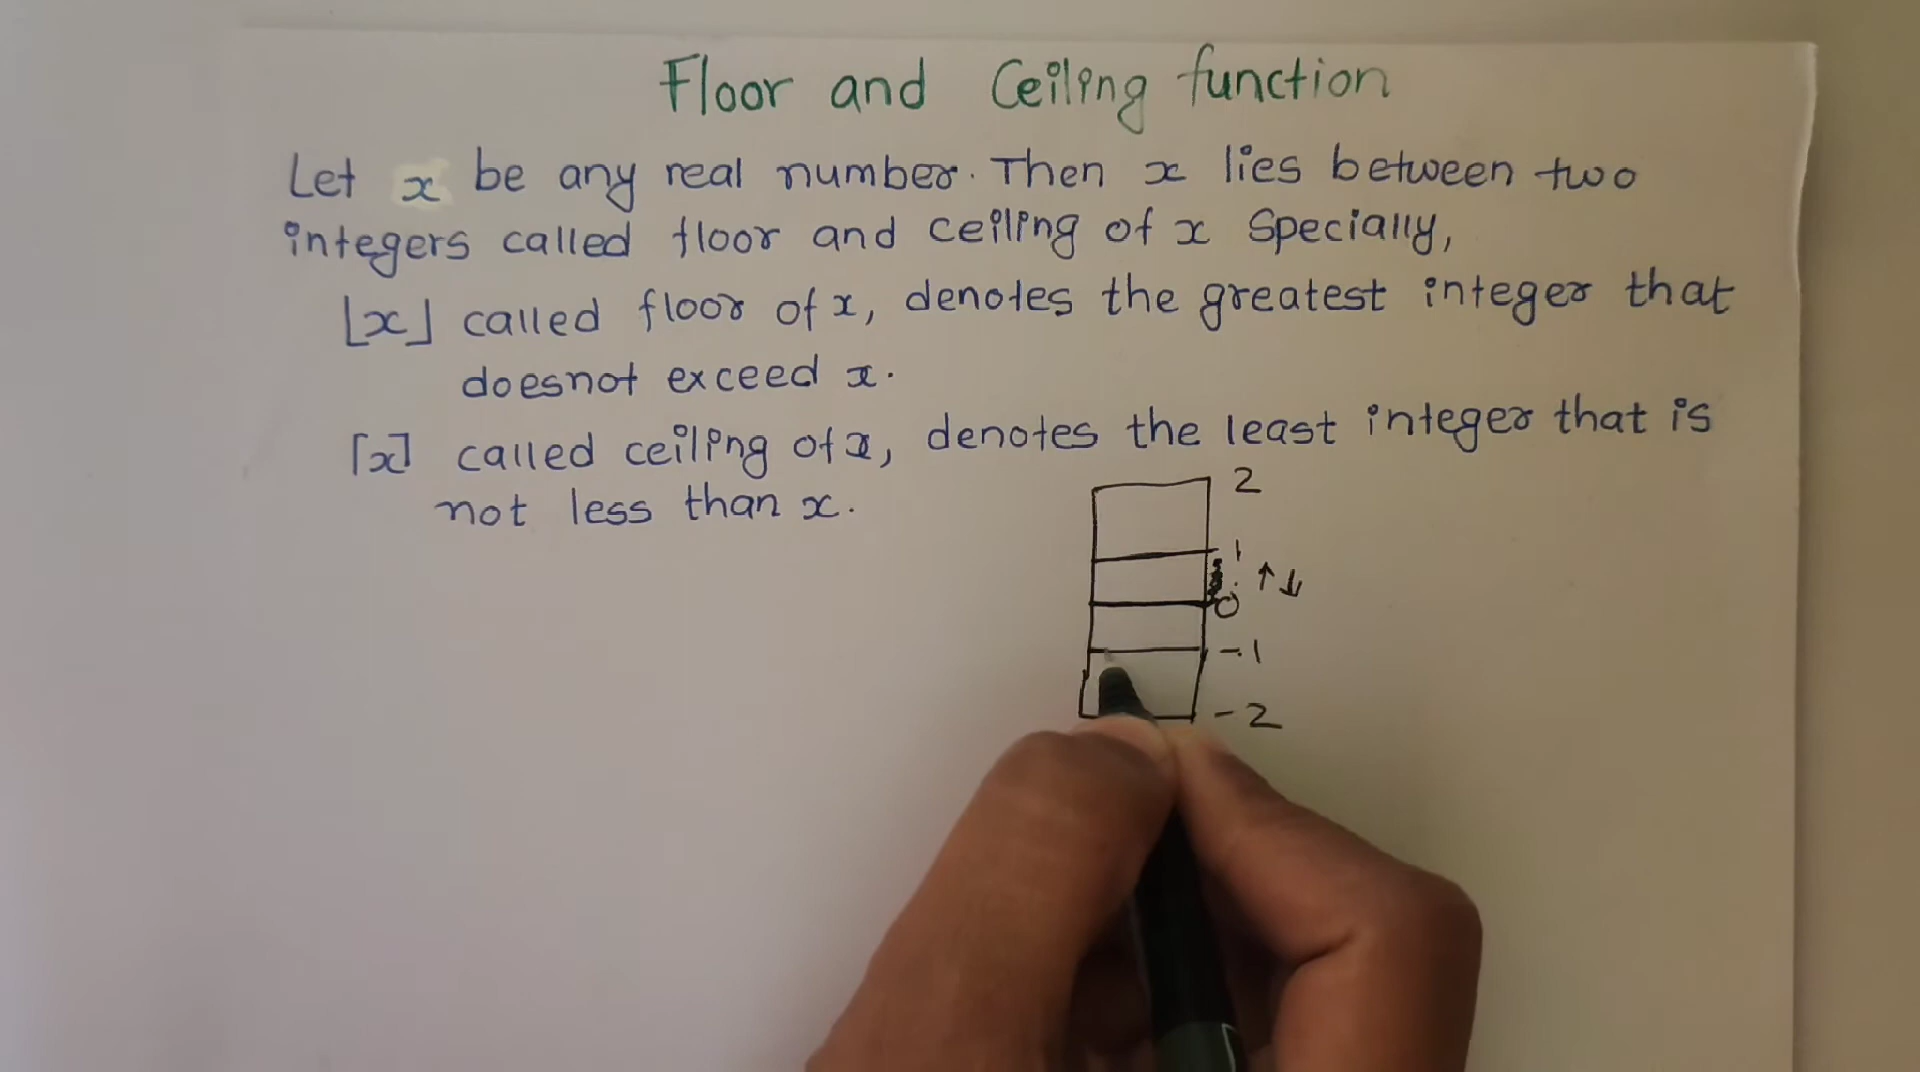 Floor and Ceiling function
Let x be any real number. Then x lies between two
integers called floor and ceiling of x Specially,
⌊x⌋ called floor of x, denotes the greatest integer that
doesnot exceed x.
⌈x⌉ called ceiling of x, denotes the least integer that is
not less than x.
2
1
↑↓
0
-1
-2